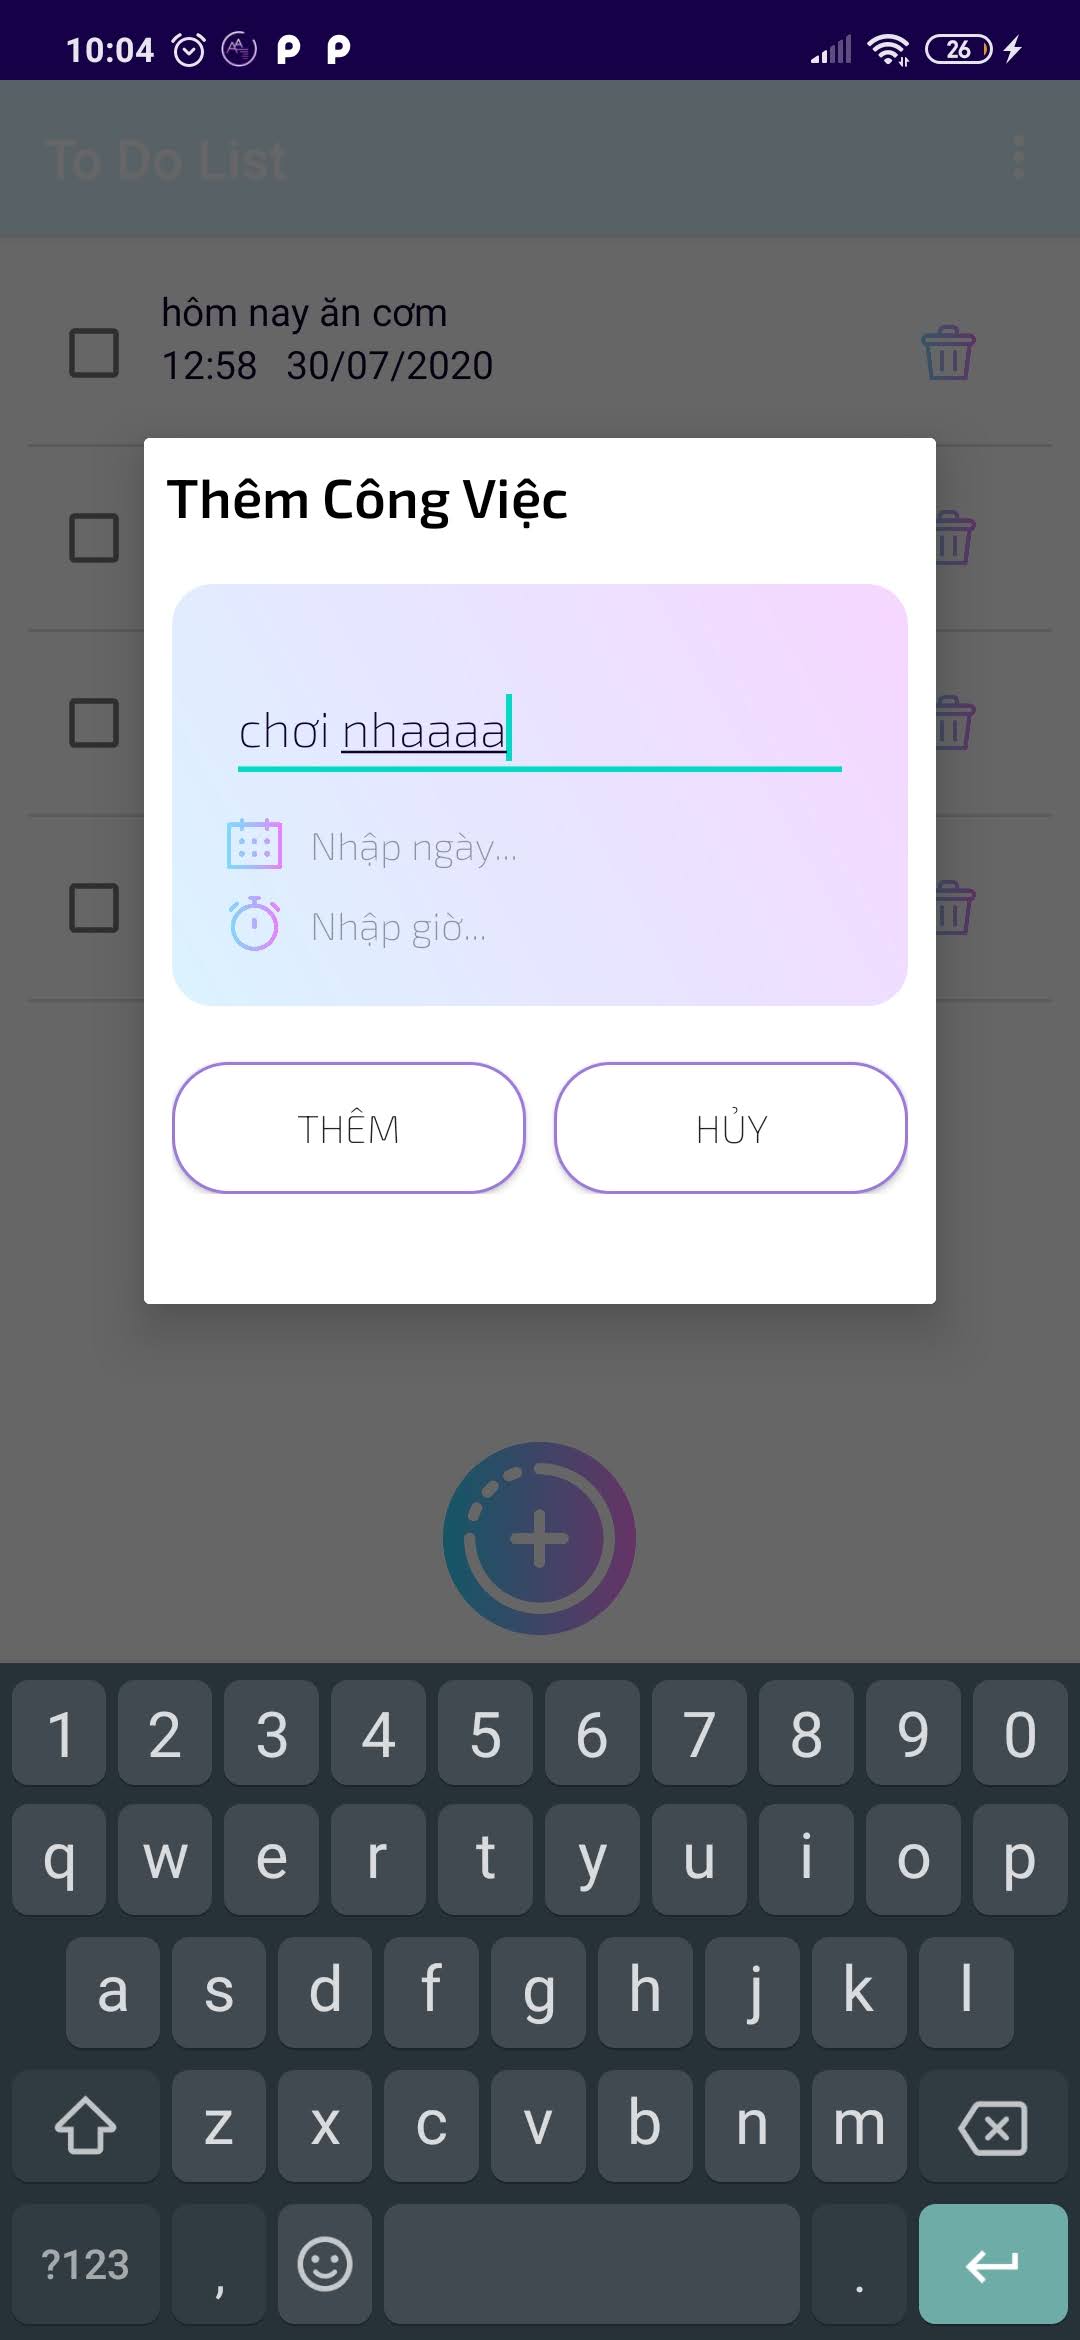 10:04
26
To Do List
hôm nay ăn cơm
12:58 30/07/2020
Thêm Công Việc
chơi nhaaaa
Nhập ngày...
Nhập giờ...
THÊM HỦY
1 2 3 4 5 6 7 8 9 0
q w e r t y u i o p
a s d f g h j k l
z x c v b n m
?123 , .